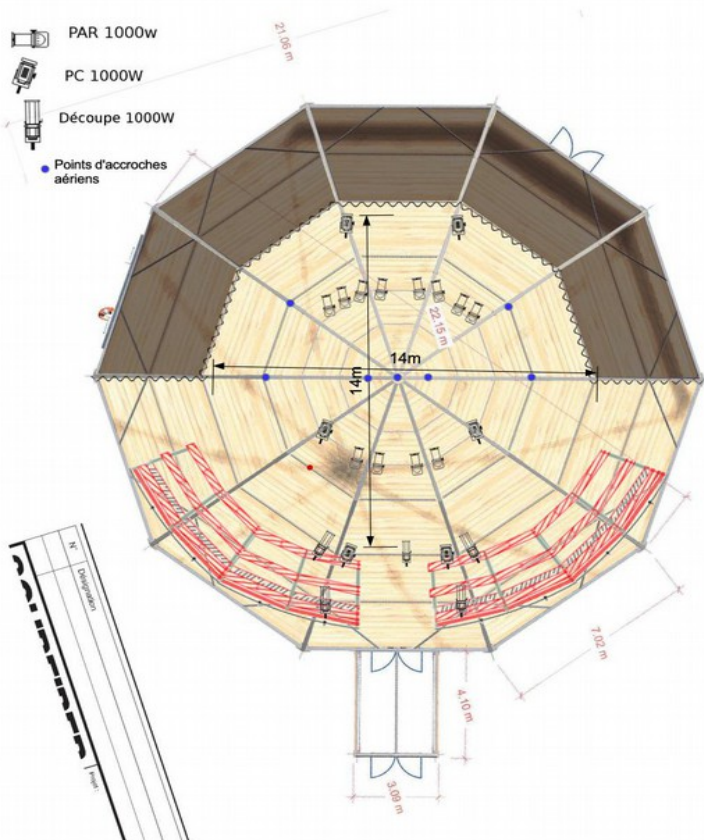 PAR 1000w
PC 1000W
Découpe 1000W
Points d'accroches
aériens
21.06 m
22.15 m
14m
14m
7.02 m
4.10 m
3.09 m
N°
Désignation
Projet :